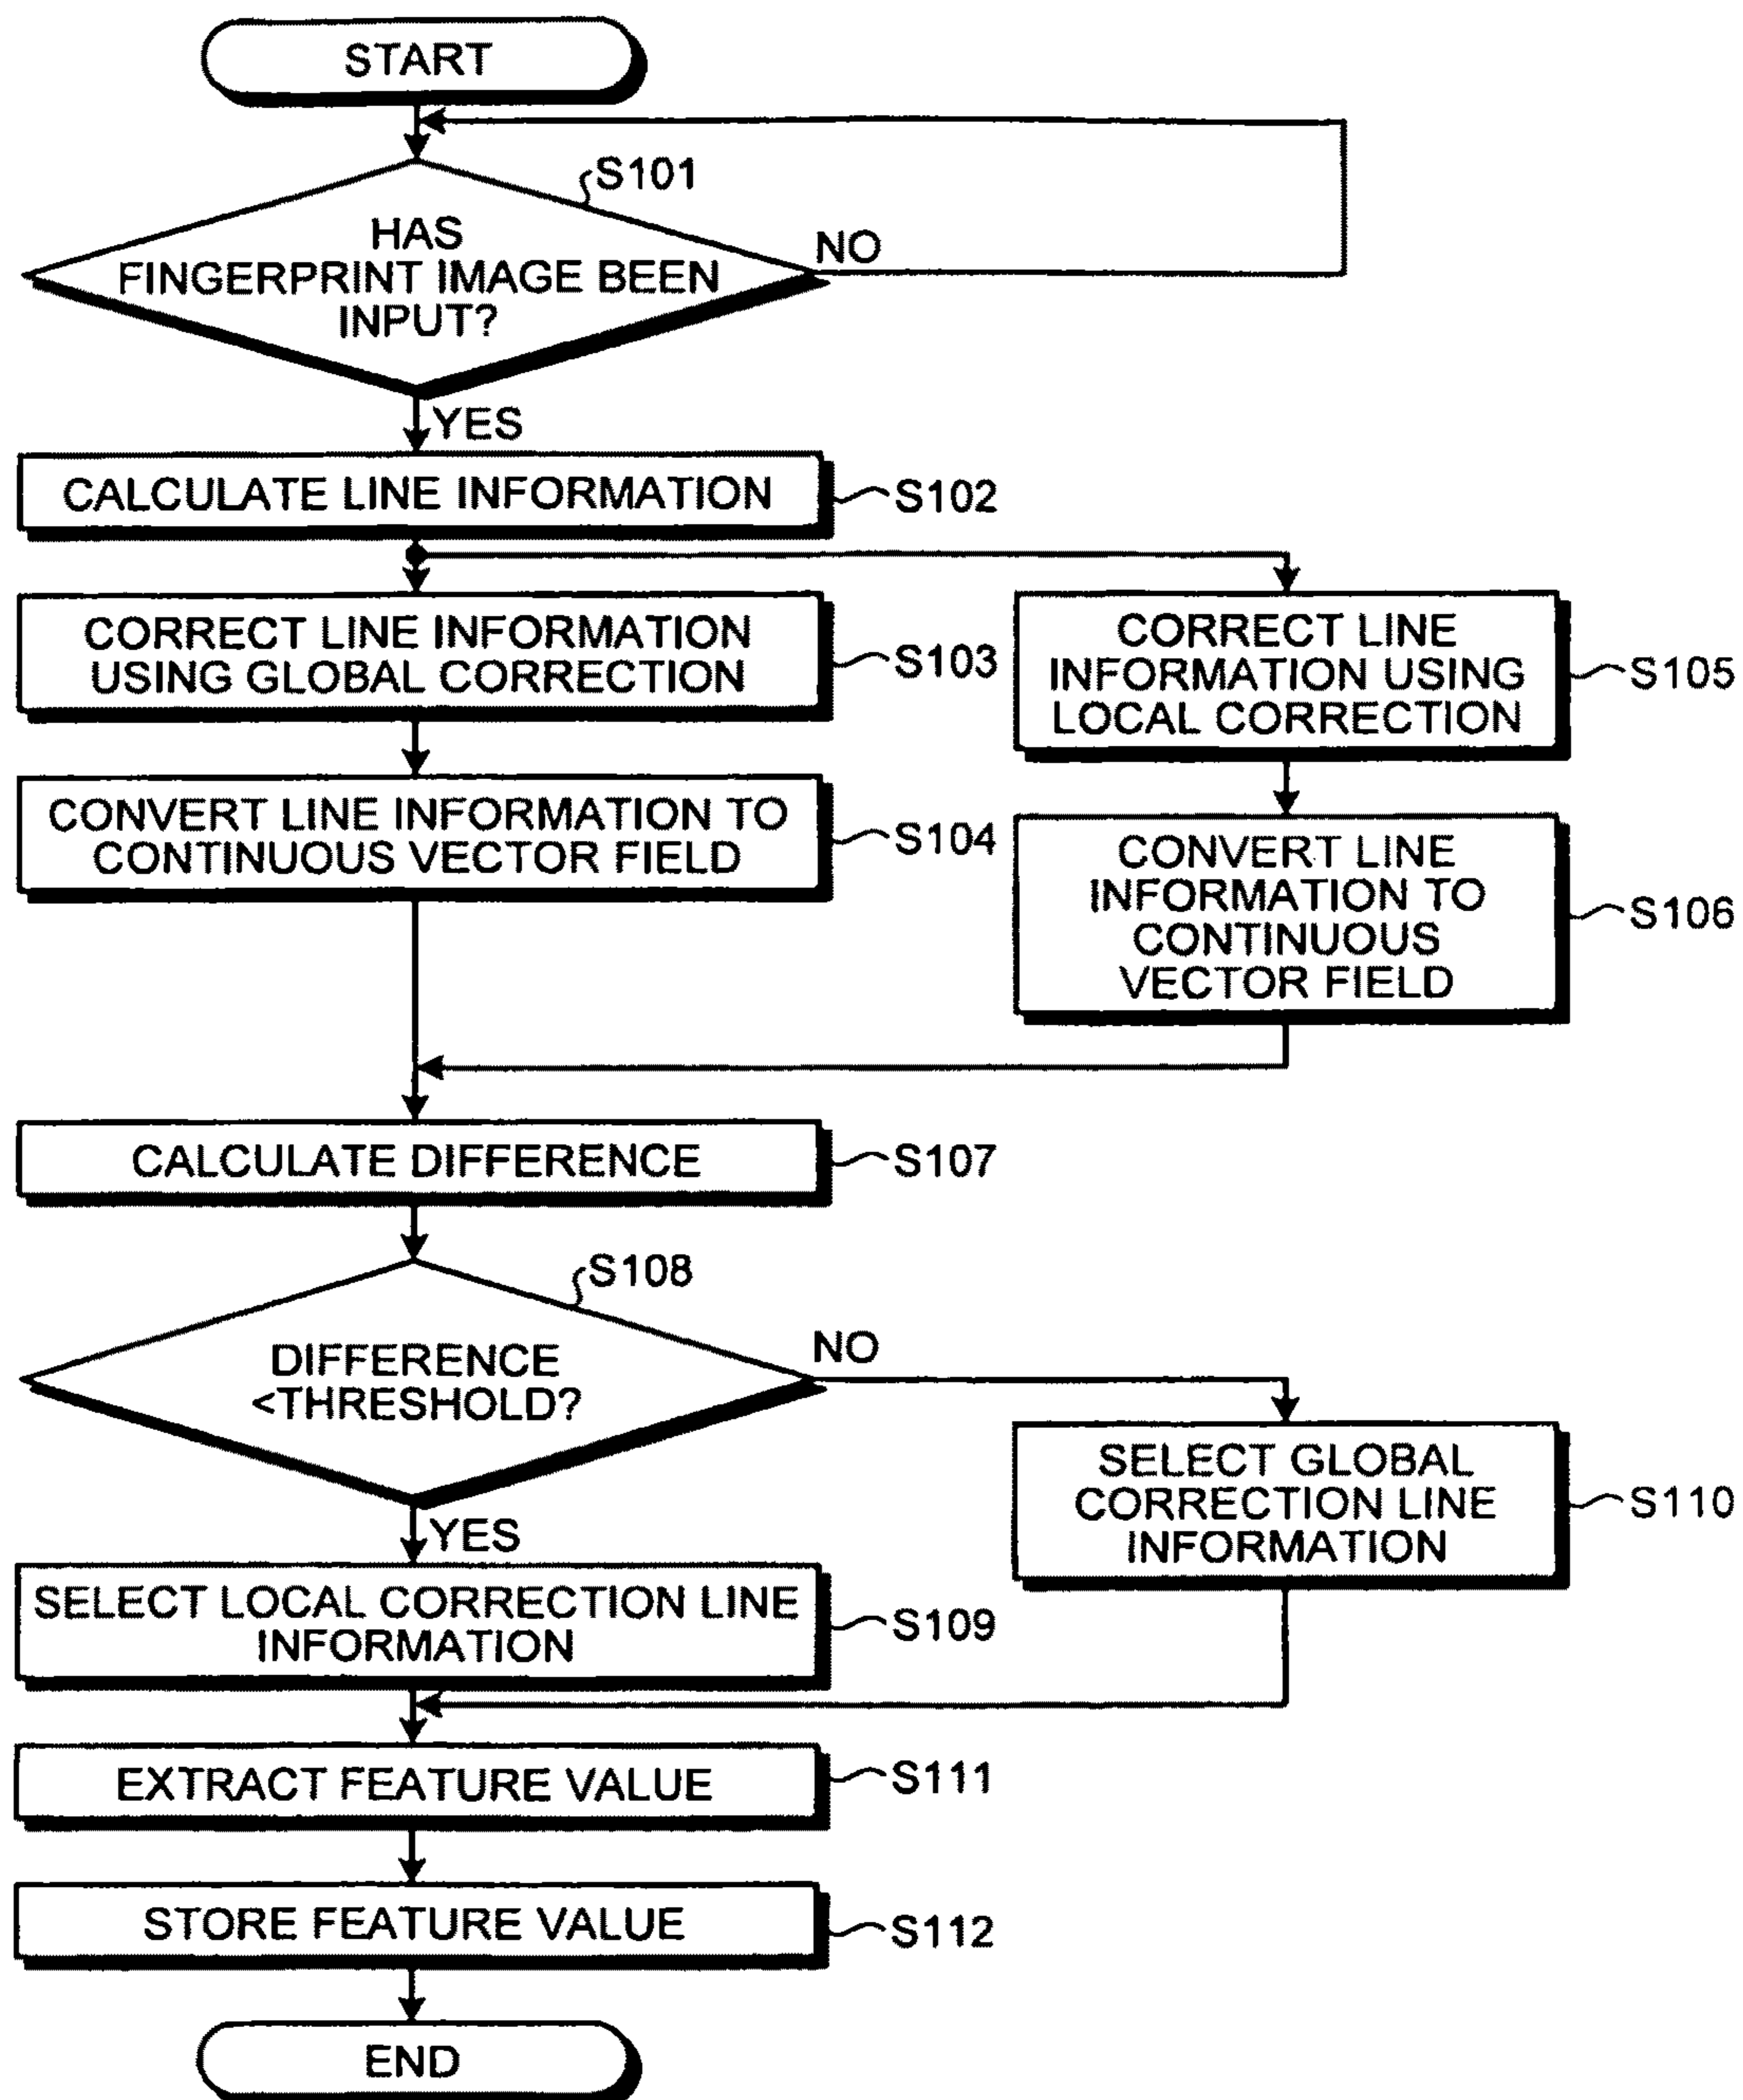 START
S101
HAS
FINGERPRINT IMAGE BEEN
INPUT?
NO
YES
CALCULATE LINE INFORMATION
S102
CORRECT LINE INFORMATION
USING GLOBAL CORRECTION
S103
CORRECT LINE
INFORMATION USING
LOCAL CORRECTION
S105
CONVERT LINE INFORMATION TO
CONTINUOUS VECTOR FIELD
S104
CONVERT LINE
INFORMATION TO
CONTINUOUS
VECTOR FIELD
S106
CALCULATE DIFFERENCE
S107
S108
DIFFERENCE
<THRESHOLD?
NO
YES
SELECT GLOBAL
CORRECTION LINE
INFORMATION
S110
SELECT LOCAL CORRECTION LINE
INFORMATION
S109
EXTRACT FEATURE VALUE
S111
STORE FEATURE VALUE
S112
END